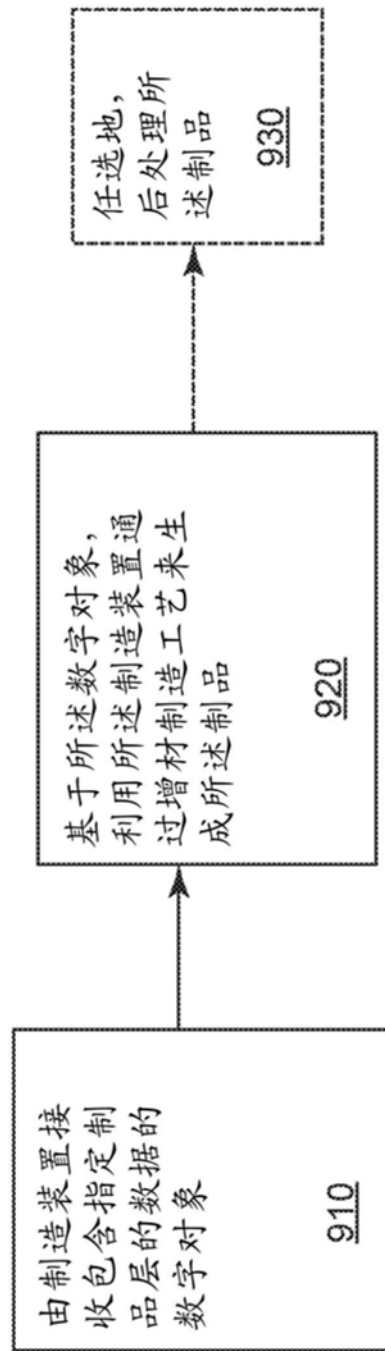 由制造装置接
收包含指定制
品层的数据的
数字对象
910
基于所述数字对象，
利用所述制造装置通
过增材制造工艺来生
成所述制品
920
任选地，
后处理所
述制品
930